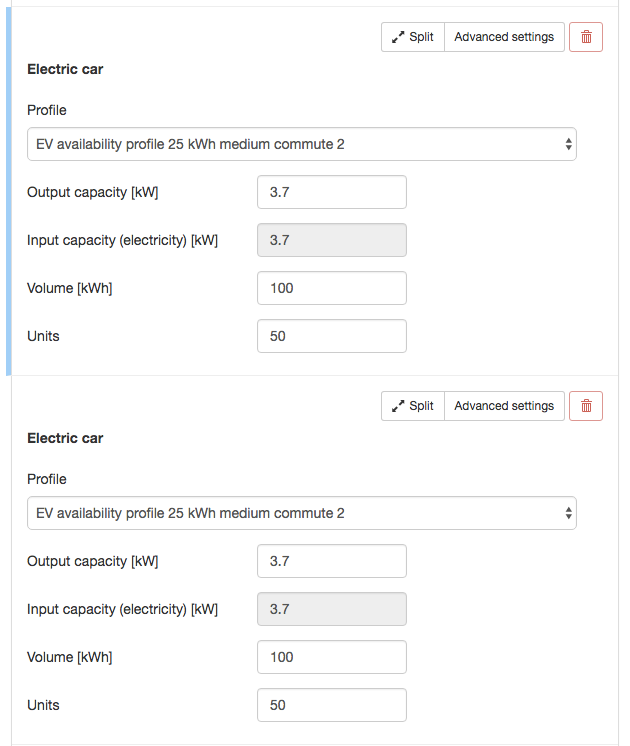 Split Advanced settings
Electric car
Profile
EV availability profile 25 kWh medium commute 2
Output capacity [kW] 3.7
Input capacity (electricity) [kW] 3.7
Volume [kWh] 100
Units 50
Split Advanced settings
Electric car
Profile
EV availability profile 25 kWh medium commute 2
Output capacity [kW] 3.7
Input capacity (electricity) [kW] 3.7
Volume [kWh] 100
Units 50